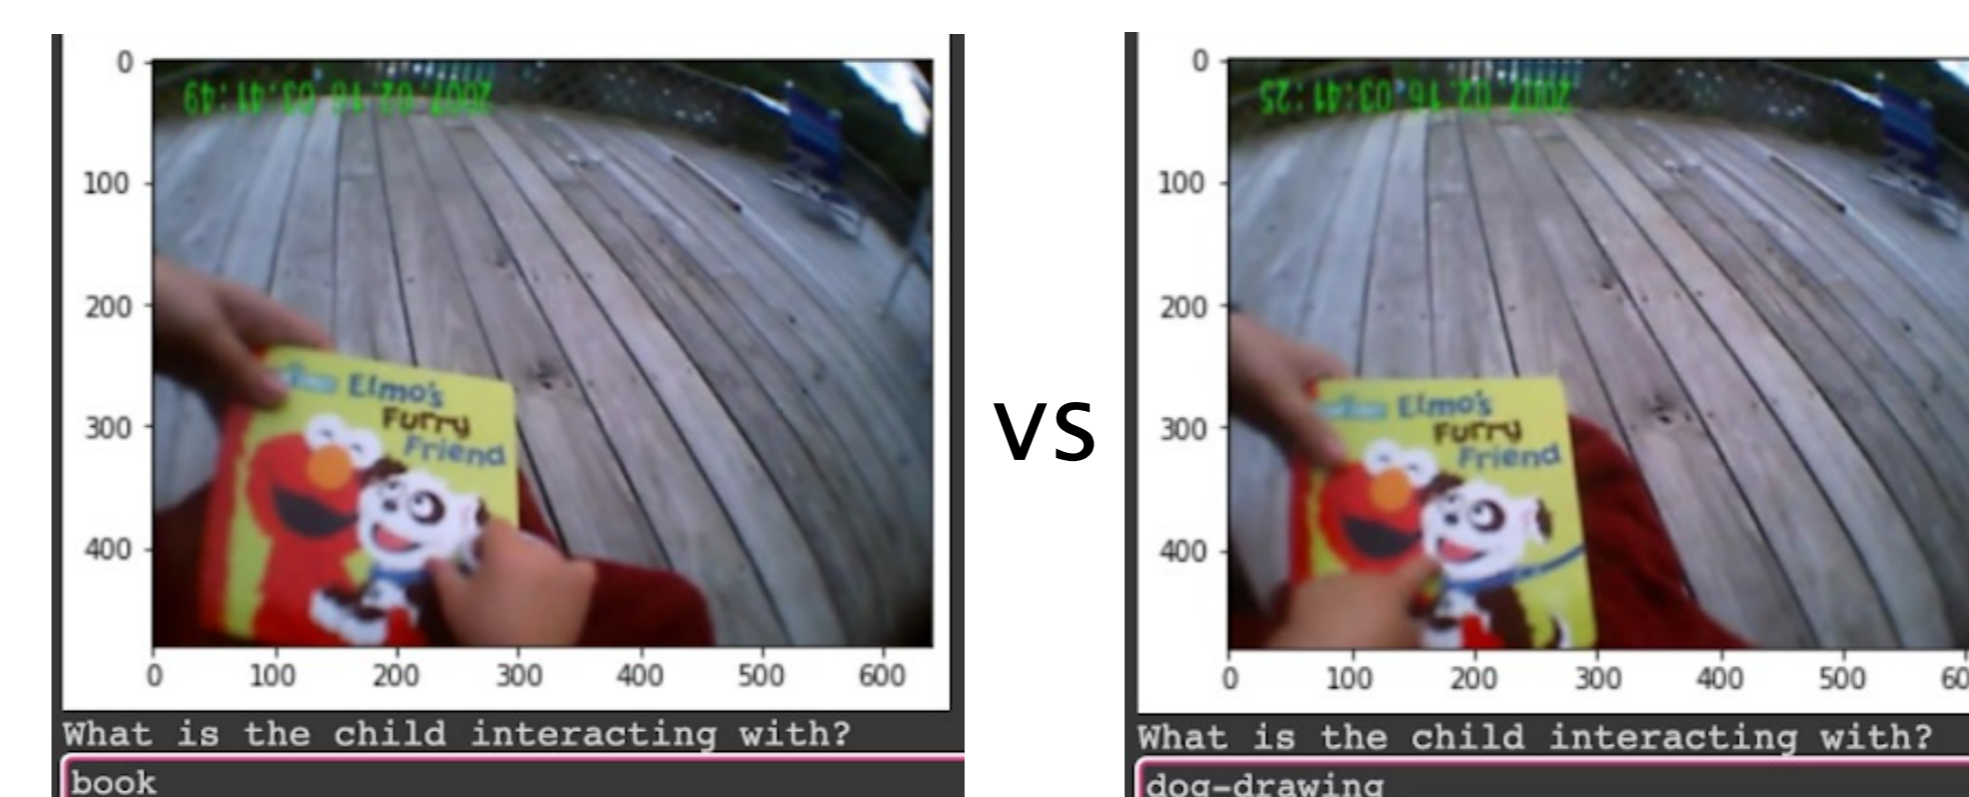 0
100
200
300
400
Elmo's
Furry
Friend
0 100 200 300 400 500 600
What is the child interacting with?
book
vs
0
100
200
300
400
Elmo's
Furry
Friend
0 100 200 300 400 500
What is the child interacting with?
dog-drawing